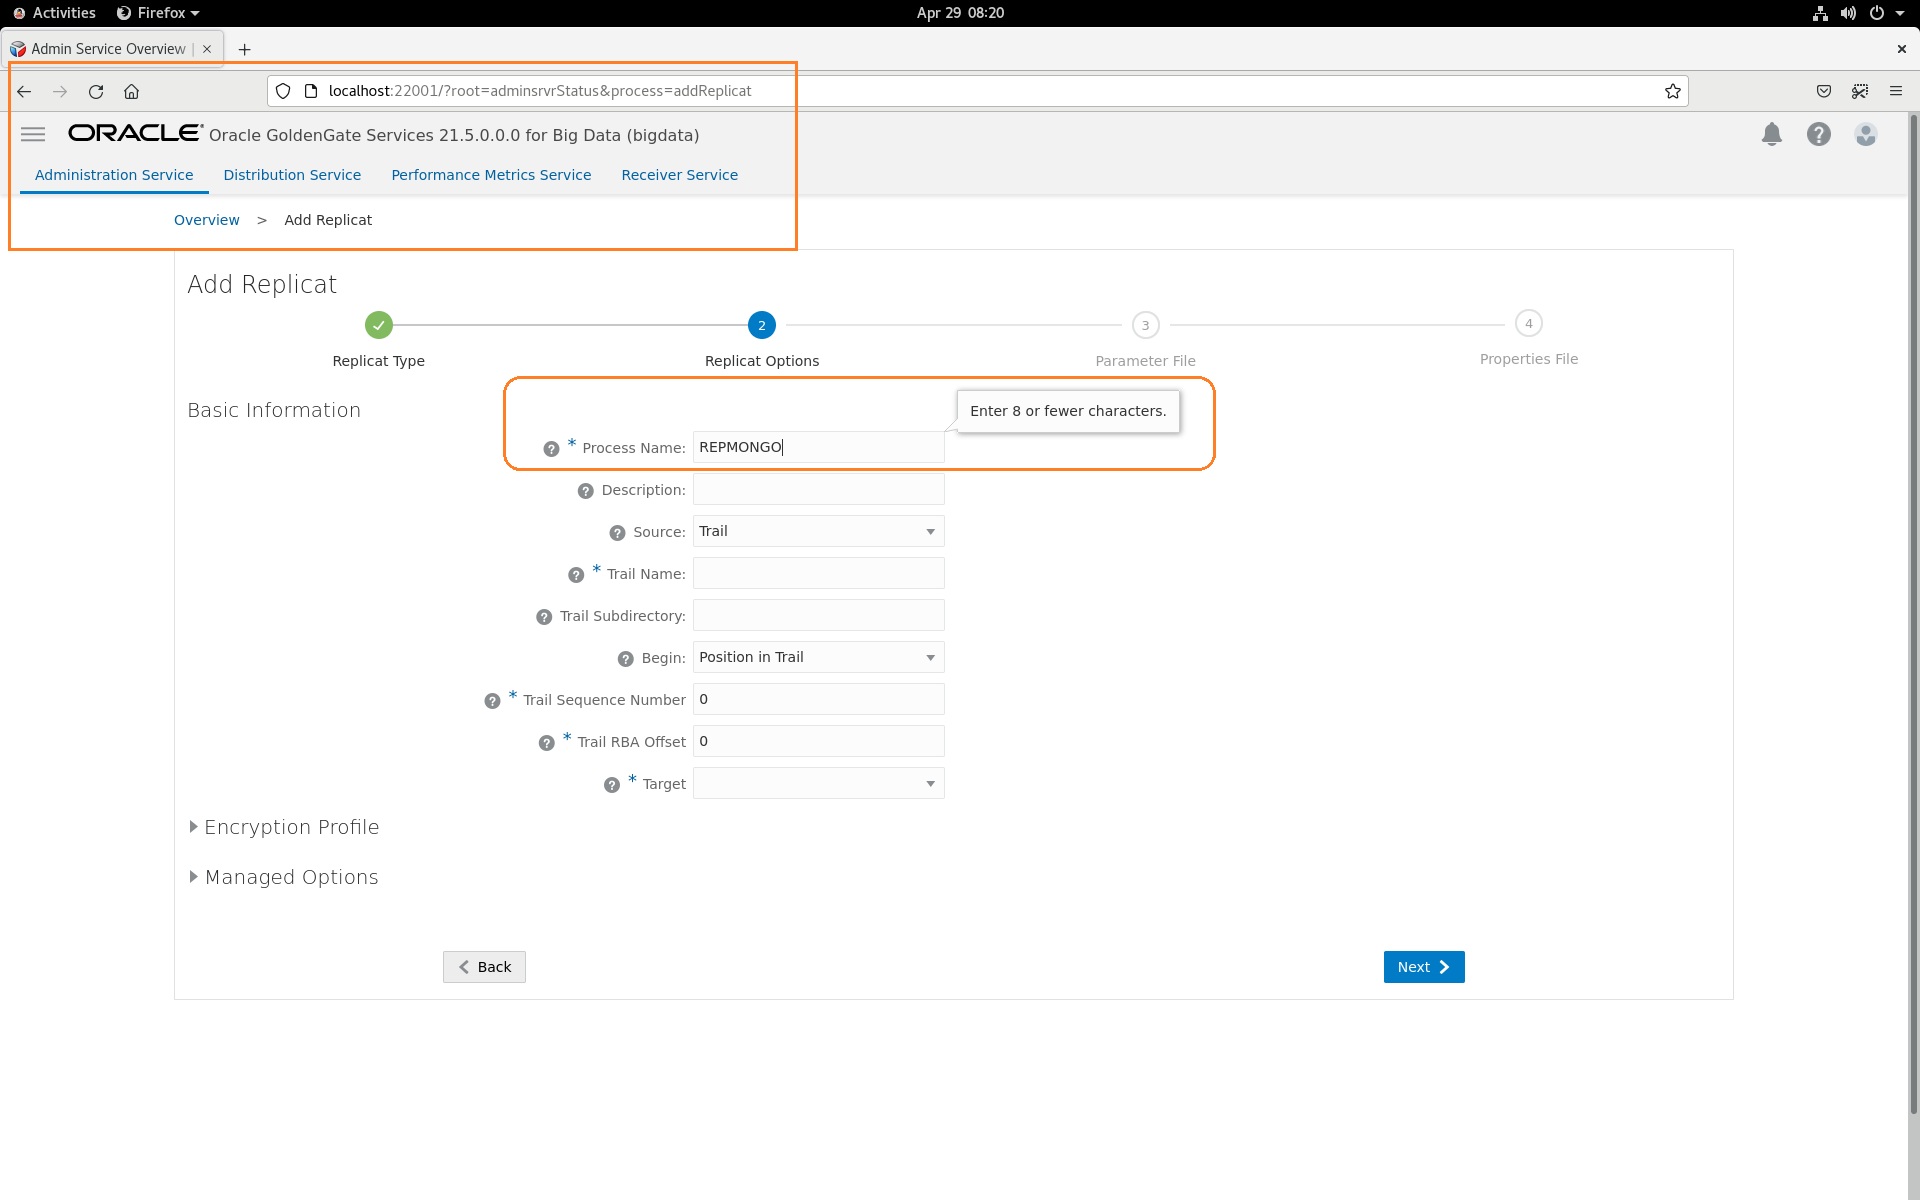 Activities Firefox Apr 29 08:20
Admin Service Overview |
localhost:22001/?root=adminsrvrStatus&process=addReplicat
ORACLE Oracle GoldenGate Services 21.5.0.0.0 for Big Data (bigdata)
Administration Service Distribution Service Performance Metrics Service Receiver Service
Overview > Add Replicat
Add Replicat
2 3 4
Replicat Type Replicat Options Parameter File Properties File
Basic Information
Enter 8 or fewer characters.
? * Process Name: REPMONGO
? Description:
? Source: Trail
? * Trail Name:
? Trail Subdirectory:
? Begin: Position in Trail
? * Trail Sequence Number 0
? * Trail RBA Offset 0
? * Target
Encryption Profile
Managed Options
Back Next